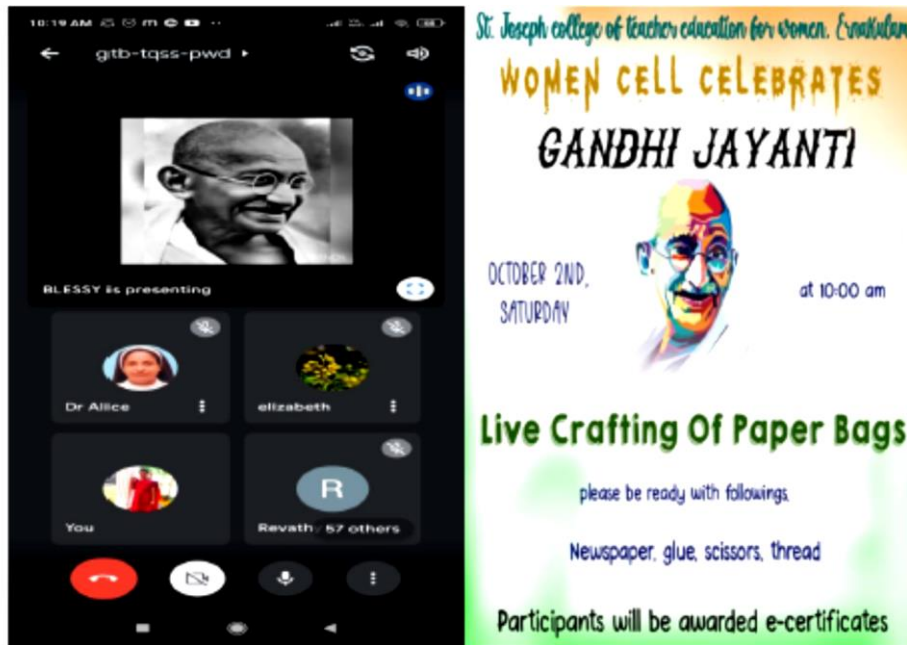 10:19 AM
gitb-tqss-pwd
BLESSY is presenting
Dr Alice
elizabeth
You
R
Revath
57 others
St. Joseph college of teacher education for women, Ernakulam
WOMEN CELL CELEBRATES
GANDHI JAYANTI
OCTOBER 2ND,
SATURDAY
at 10:00 am
Live Crafting Of Paper Bags
please be ready with followings,
Newspaper, glue, scissors, thread
Participants will be awarded e-certificates